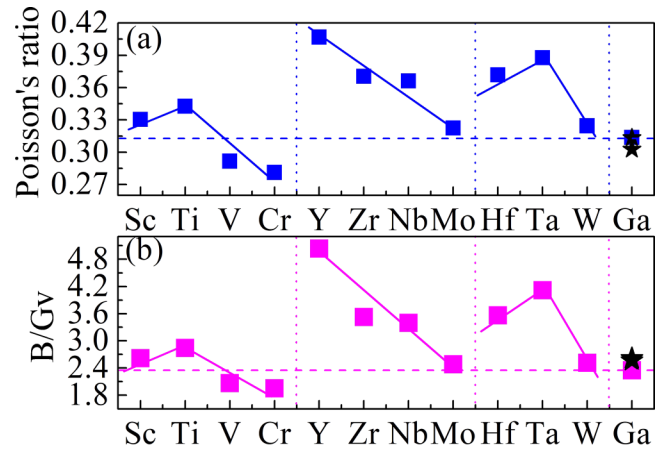 Poisson's ratio
0.42
0.39
0.36
0.33
0.30
0.27
(a)
Sc Ti V Cr Y Zr Nb Mo Hf Ta W Ga
B/Gv
4.8
4.2
3.6
3.0
2.4
1.8
(b)
Sc Ti V Cr Y Zr Nb Mo Hf Ta W Ga